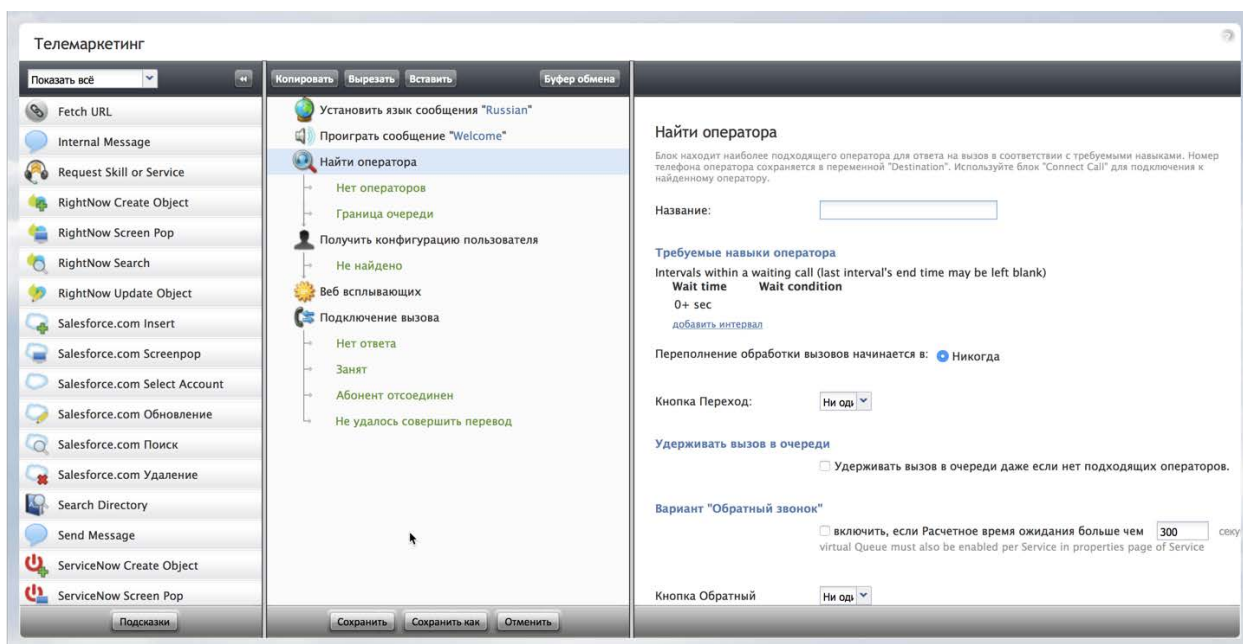 Телемаркетинг
Показать всё
Fetch URL
Internal Message
Request Skill or Service
RightNow Create Object
RightNow Screen Pop
RightNow Search
RightNow Update Object
Salesforce.com Insert
Salesforce.com Screenpop
Salesforce.com Select Account
Salesforce.com Обновление
Salesforce.com Поиск
Salesforce.com Удаление
Search Directory
Send Message
ServiceNow Create Object
ServiceNow Screen Pop
Подсказки
Копировать Вырезать Вставить Буфер обмена
Установить язык сообщения "Russian"
Проиграть сообщение "Welcome"
Найти оператора
Нет операторов
Граница очереди
Получить конфигурацию пользователя
Не найдено
Веб всплывающих
Подключение вызова
Нет ответа
Занят
Абонент отсоединен
Не удалось совершить перевод
Сохранить Сохранить как Отменить
Найти оператора
Блок находит наиболее подходящего оператора для ответа на вызов в соответствии с требуемыми навыками. Номер
телефона оператора сохраняется в переменной "Destination". Используйте блок "Connect Call" для подключения к
найденному оператору.
Название:
Требуемые навыки оператора
Intervals within a waiting call (last interval's end time may be left blank)
Wait time Wait condition
0+ sec
добавить интервал
Переполнение обработки вызовов начинается в: Никогда
Кнопка Переход: Ни оди
Удерживать вызов в очереди
Удерживать вызов в очереди даже если нет подходящих операторов.
Вариант "Обратный звонок"
включить, если Расчетное время ожидания больше чем 300 секу
virtual Queue must also be enabled per Service in properties page of Service
Кнопка Обратный Ни оди